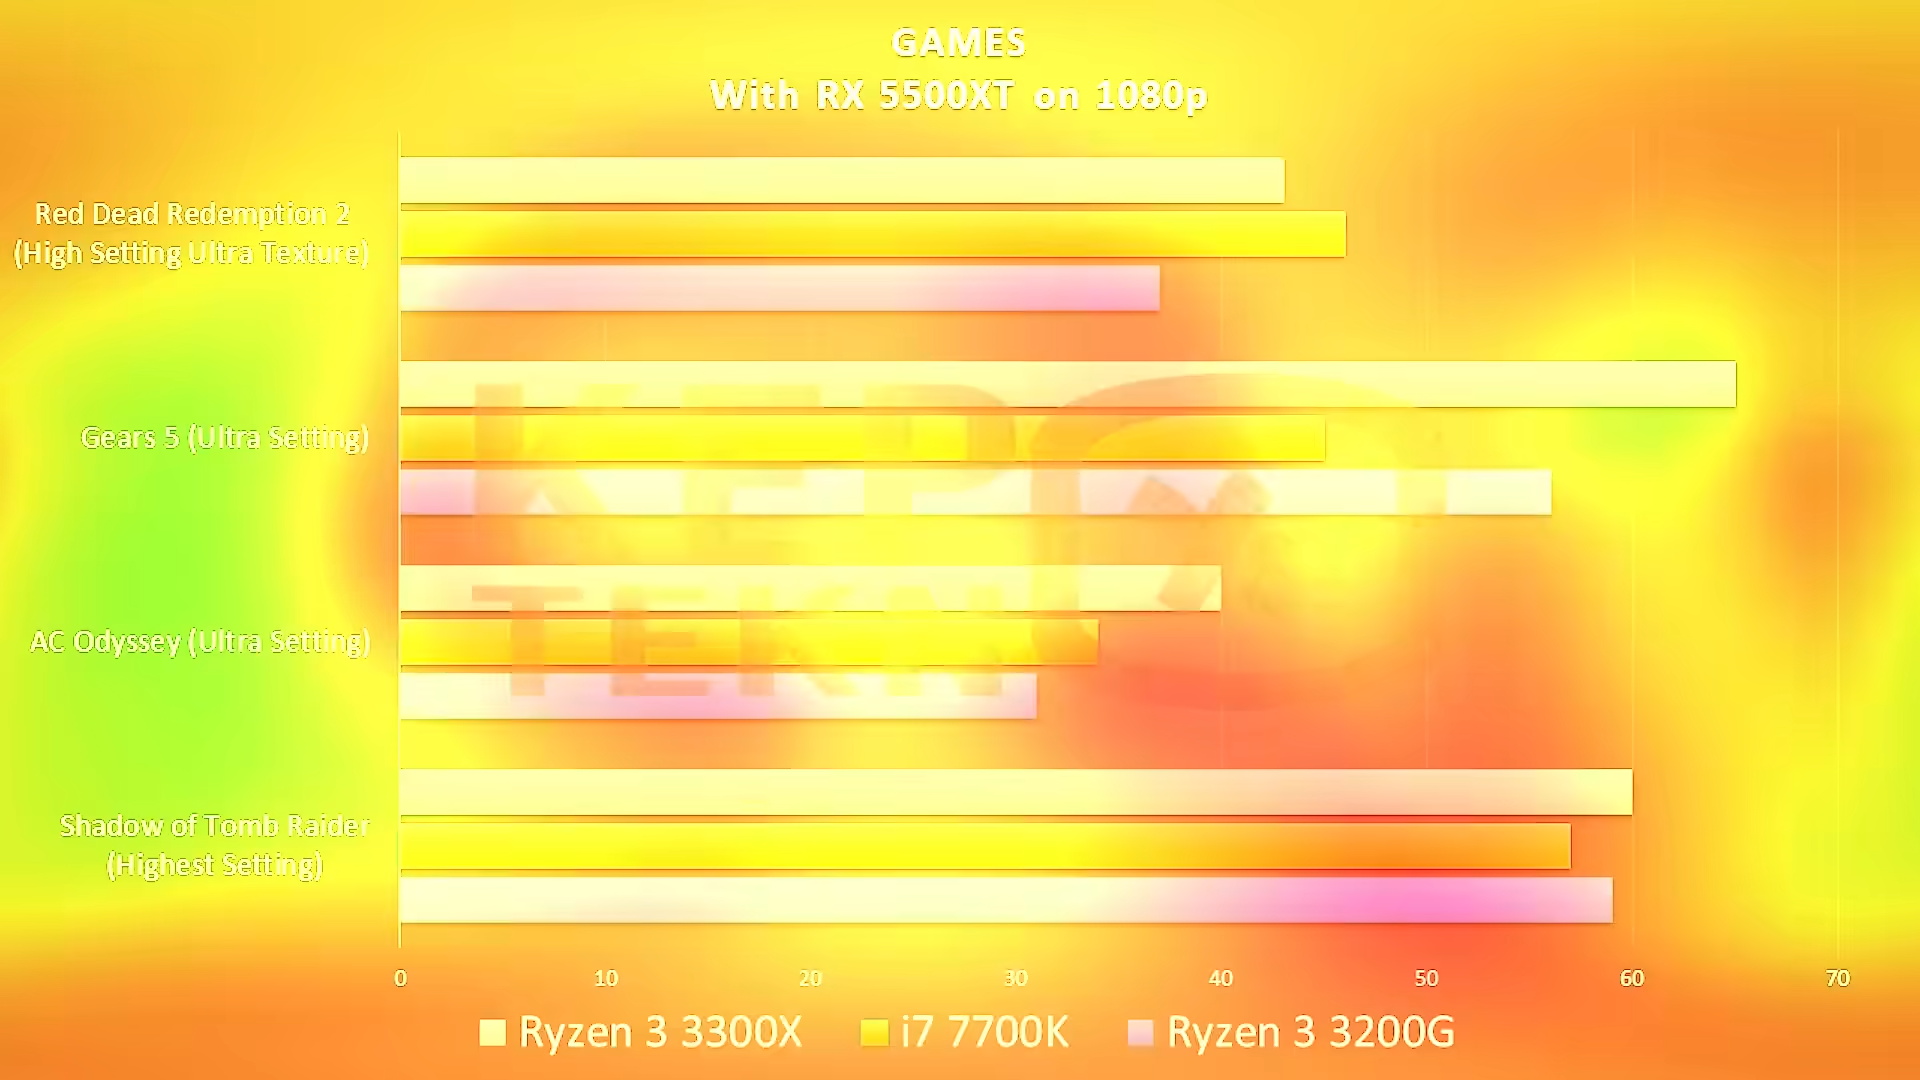 GAMES
With RX 5500XT on 1080p
Red Dead Redemption 2
(High Setting Ultra Texture)
Gears 5 (Ultra Setting)
AC Odyssey (Ultra Setting)
Shadow of Tomb Raider
(Highest Setting)
0 10 20 30 40 50 60 70
Ryzen 3 3300X i7 7700K Ryzen 3 3200G